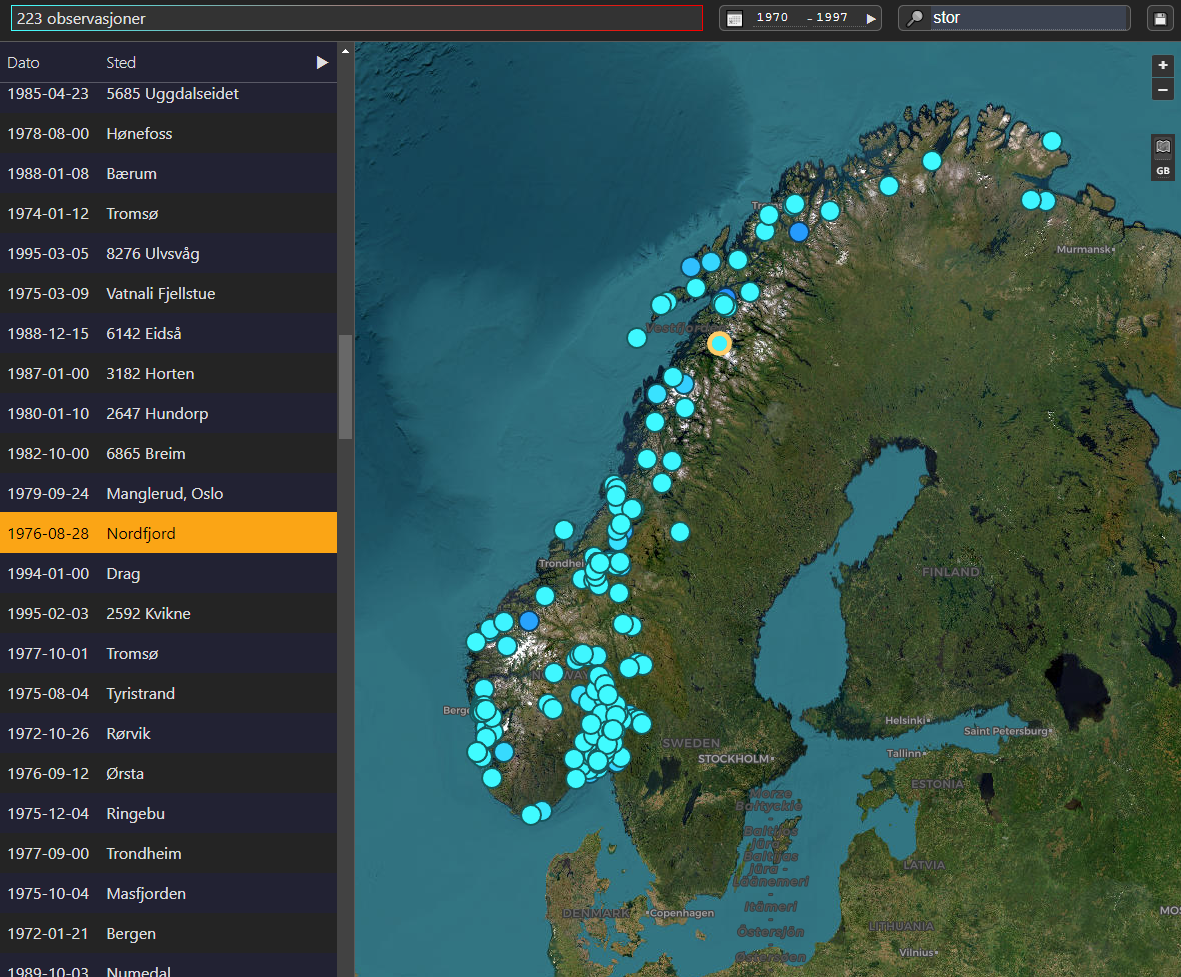 223 observasjoner
1970 - 1997
stor
Dato Sted
1985-04-23 5685 Uggdalseidet
1978-08-00 Hønefoss
1988-01-08 Bærum
1974-01-12 Tromsø
1995-03-05 8276 Ulvsvåg
1975-03-09 Vatnali Fjellstue
1988-12-15 6142 Eidså
1987-01-00 3182 Horten
1980-01-10 2647 Hundorp
1982-10-00 6865 Breim
1979-09-24 Manglerud, Oslo
1976-08-28 Nordfjord
1994-01-00 Drag
1995-02-03 2592 Kvikne
1977-10-01 Tromsø
1975-08-04 Tyristrand
1972-10-26 Rørvik
1976-09-12 Ørsta
1975-12-04 Ringebu
1977-09-00 Trondheim
1975-10-04 Masfjorden
1972-01-21 Bergen
1989-10-03 Numedal
+
−
GB
Murmansk
FINLAND
Helsinki
Saint Petersburg
SWEDEN
STOCKHOLM
Tallinn
ESTONIA
Morze
Bałtyckie
-
Baltijos
jūra -
Baltijas
jūra -
Läänemeri
-
Itämeri
-
Östersjön
-
Østersøen
LATVIA
DENMARK
Copenhagen
LITHUANIA
Vilnius